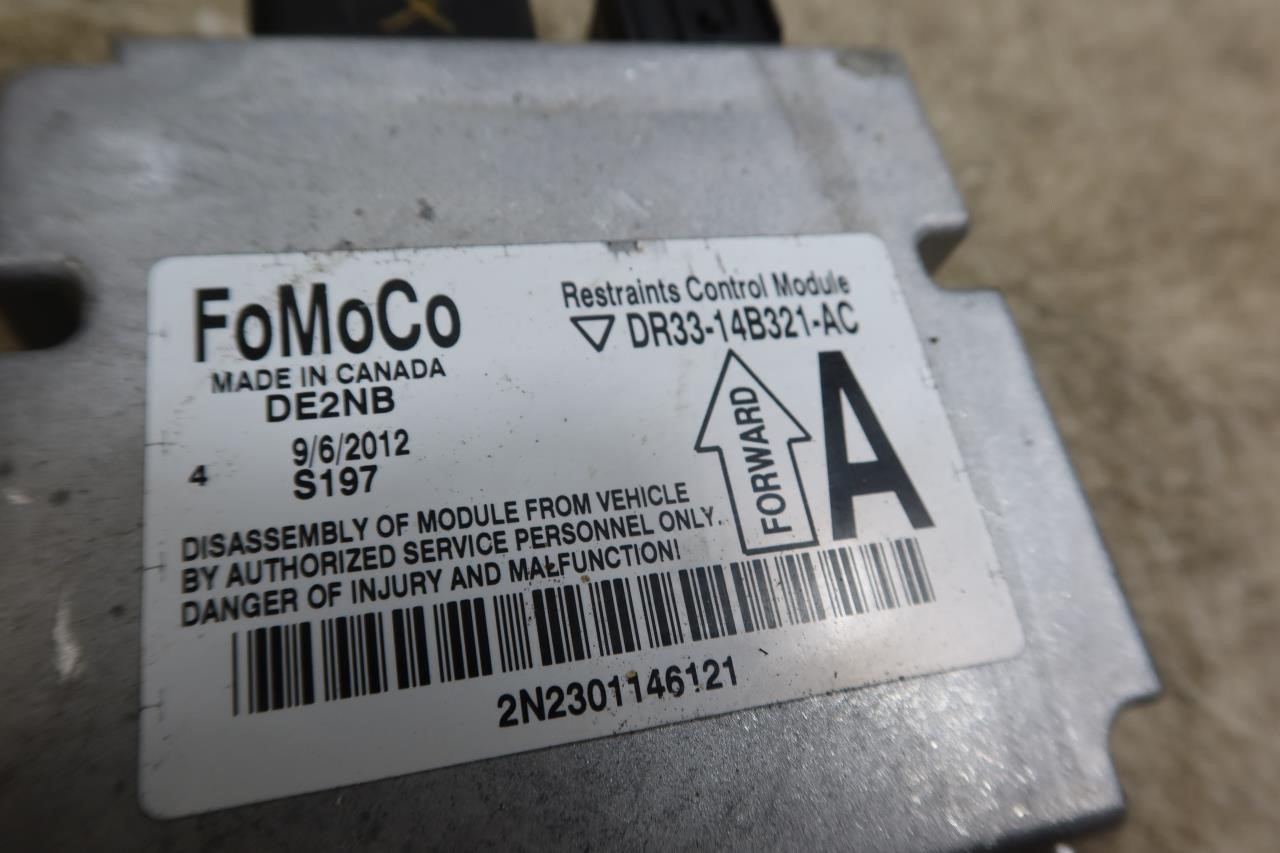 FoMoCo
MADE IN CANADA
DE2NB
9/6/2012
4 S197
Restraints Control Module
DR33-14B321-AC
FORWARD
A
DISASSEMBLY OF MODULE FROM VEHICLE
BY AUTHORIZED SERVICE PERSONNEL ONLY.
DANGER OF INJURY AND MALFUNCTION!
2N2301146121